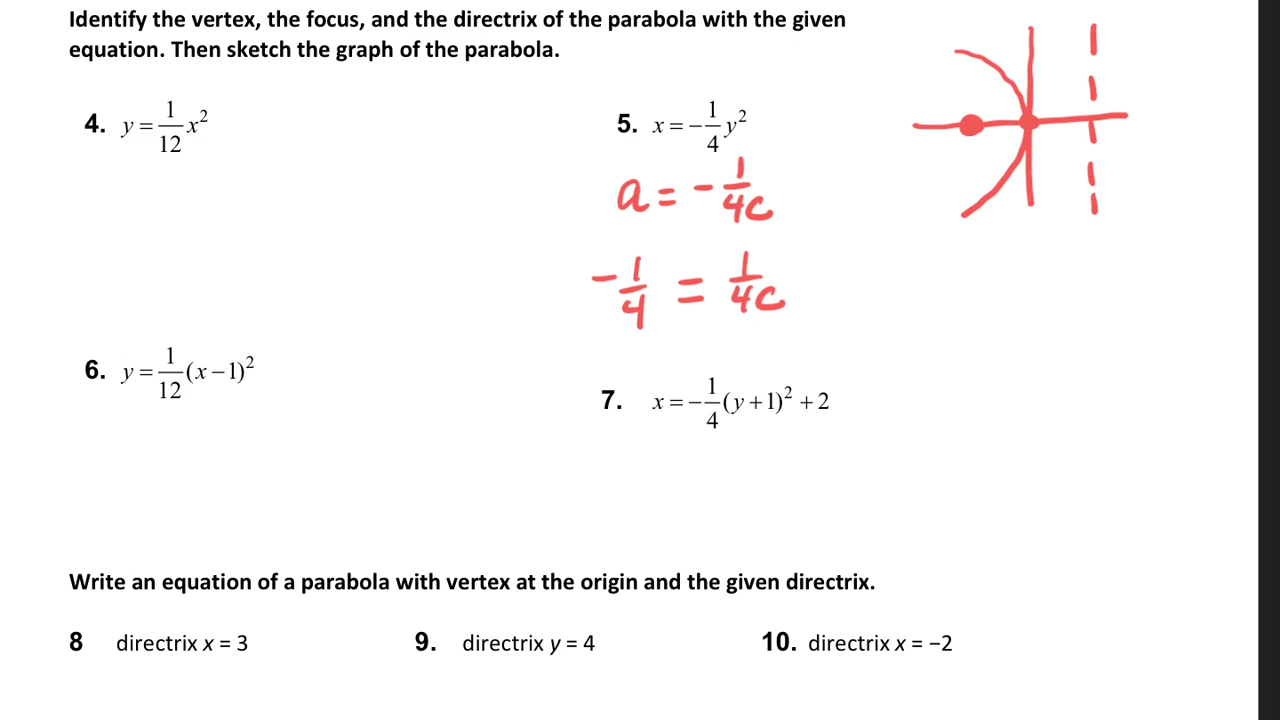 Identify the vertex, the focus, and the directrix of the parabola with the given
equation. Then sketch the graph of the parabola.
4. y = 1/12 x²
5. x = −1/4 y²
a = - 1/4c
- 1/4 = 1/4c
6. y = 1/12 (x − 1)²
7. x = −1/4 (y + 1)² + 2
Write an equation of a parabola with vertex at the origin and the given directrix.
8 directrix x = 3
9. directrix y = 4
10. directrix x = −2